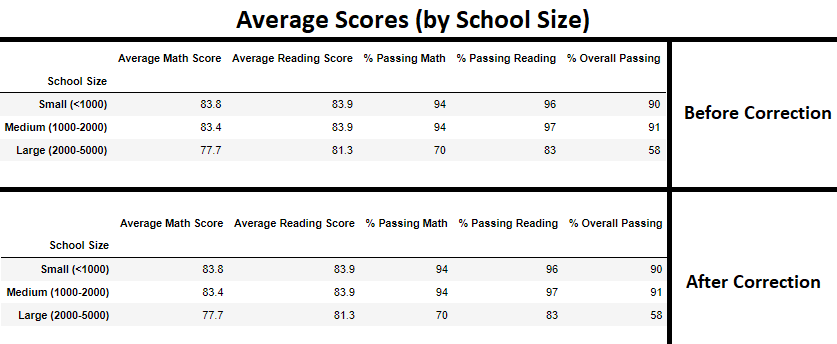 Average Scores (by School Size)
Average Math Score Average Reading Score % Passing Math % Passing Reading % Overall Passing
School Size
Small (<1000) 83.8 83.9 94 96 90
Medium (1000-2000) 83.4 83.9 94 97 91
Large (2000-5000) 77.7 81.3 70 83 58
Before Correction
Average Math Score Average Reading Score % Passing Math % Passing Reading % Overall Passing
School Size
Small (<1000) 83.8 83.9 94 96 90
Medium (1000-2000) 83.4 83.9 94 97 91
Large (2000-5000) 77.7 81.3 70 83 58
After Correction